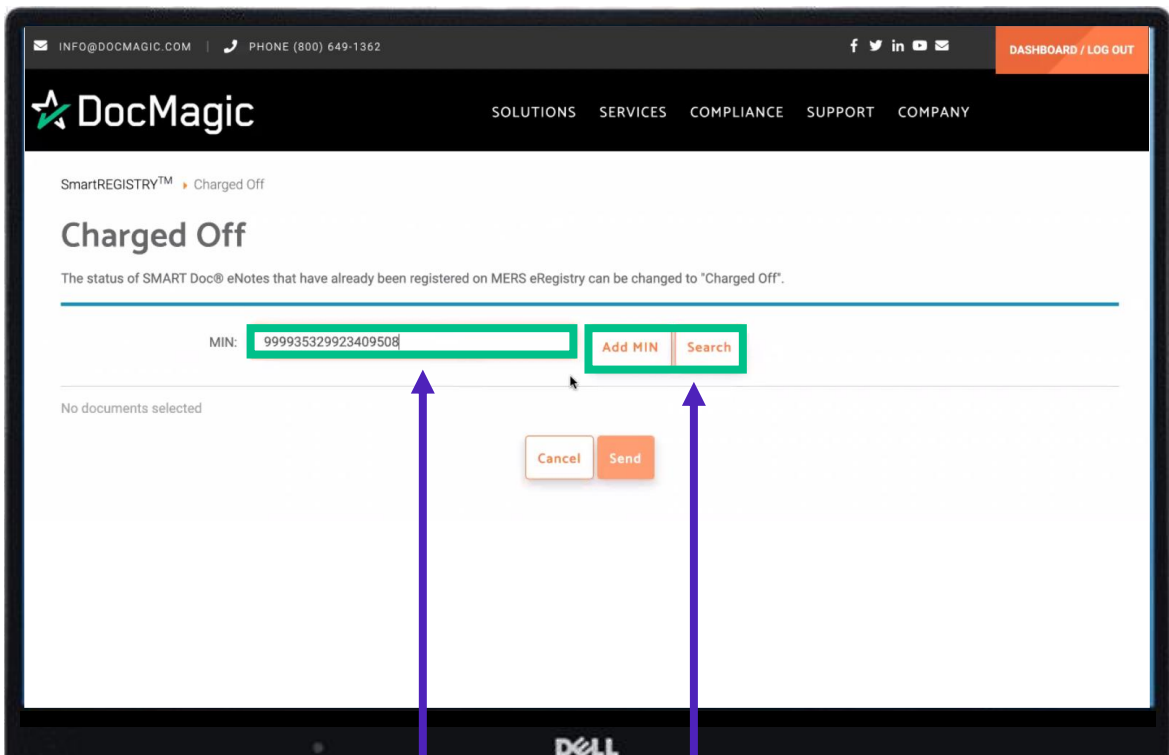 INFO@DOCMAGIC.COM | PHONE (800) 649-1362 DASHBOARD / LOG OUT
DocMagic SOLUTIONS SERVICES COMPLIANCE SUPPORT COMPANY
SmartREGISTRY™ Charged Off
Charged Off
The status of SMART Doc® eNotes that have already been registered on MERS eRegistry can be changed to "Charged Off".
MIN: 999935329923409508 Add MIN Search
No documents selected
Cancel Send
DELL